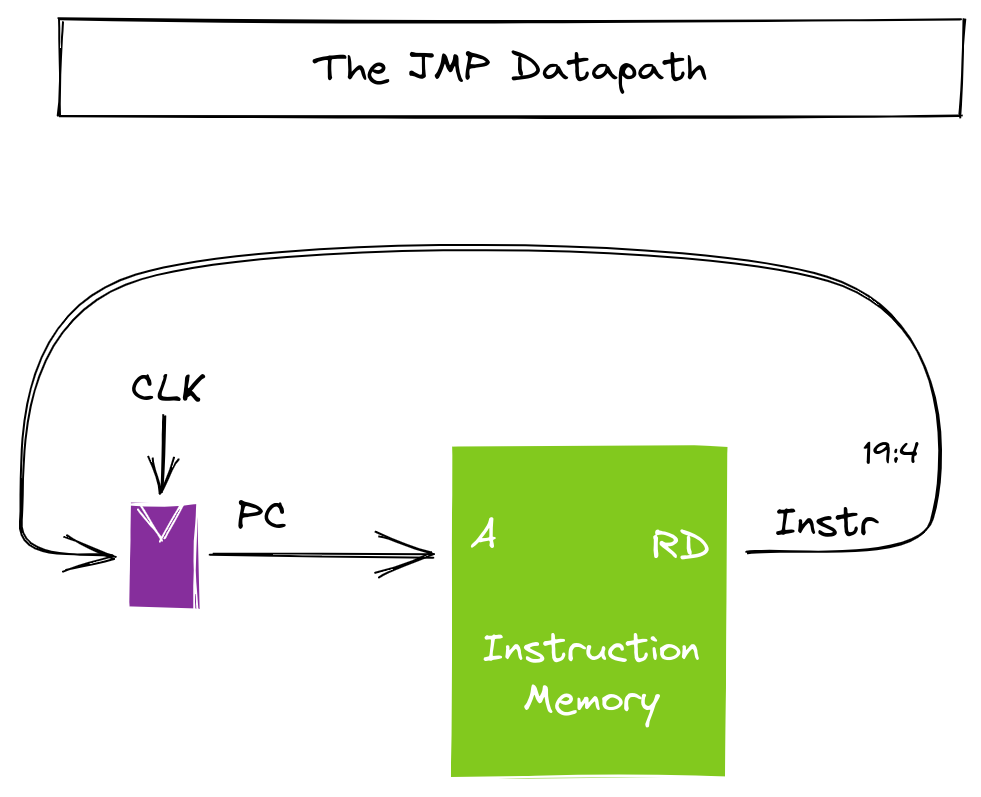 The JMP Datapath
CLK
19:4
PC
Instr
A
RD
Instruction
Memory